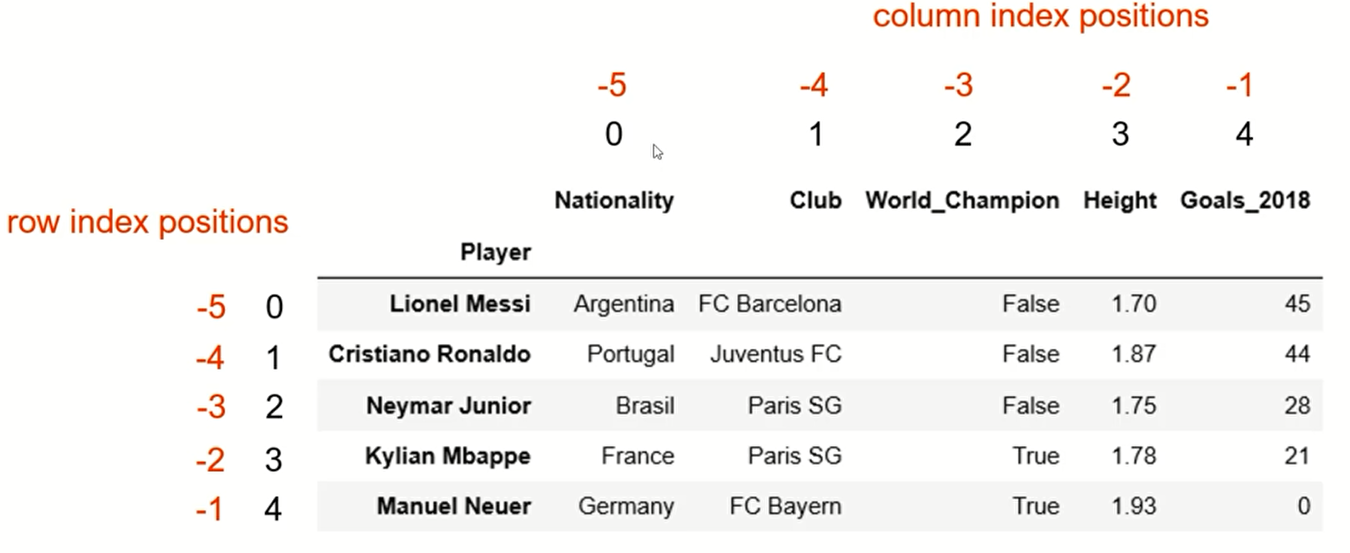 column index positions
-5 -4 -3 -2 -1
0 1 2 3 4
Nationality Club World_Champion Height Goals_2018
row index positions
Player
-5 0 Lionel Messi Argentina FC Barcelona False 1.70 45
-4 1 Cristiano Ronaldo Portugal Juventus FC False 1.87 44
-3 2 Neymar Junior Brasil Paris SG False 1.75 28
-2 3 Kylian Mbappe France Paris SG True 1.78 21
-1 4 Manuel Neuer Germany FC Bayern True 1.93 0